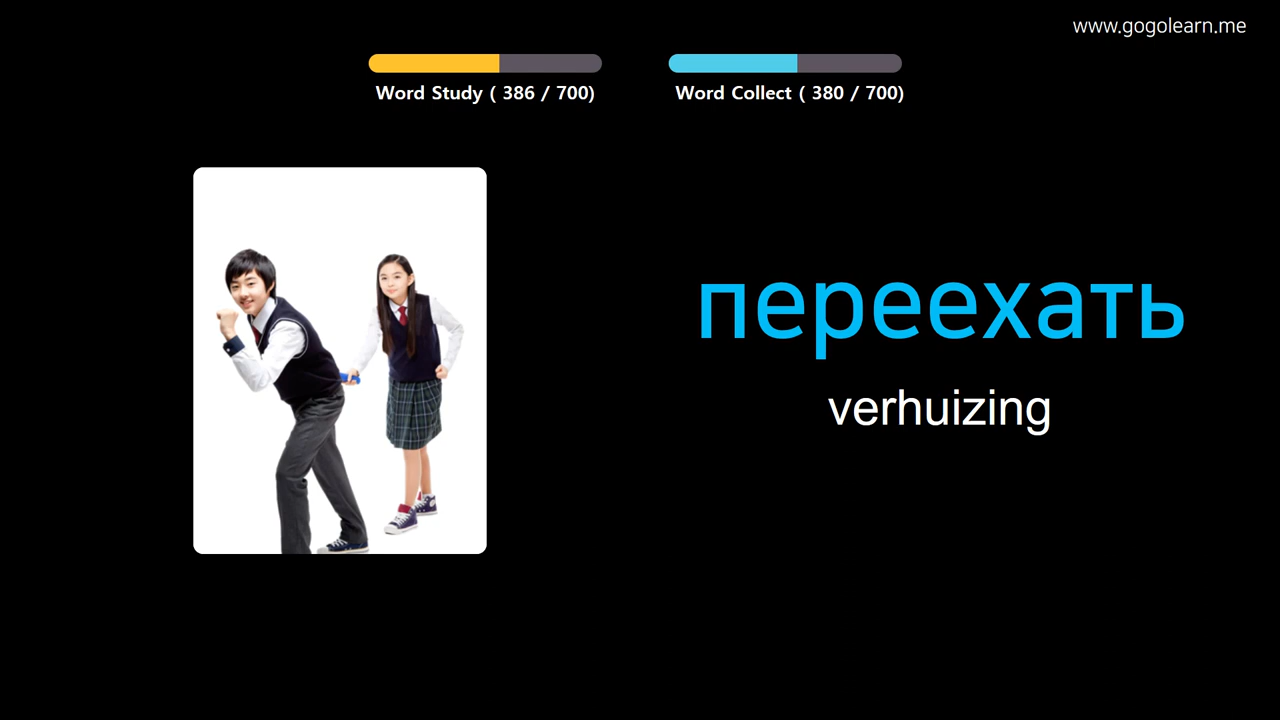 www.gogolearn.me
Word Study ( 386 / 700)
Word Collect ( 380 / 700)
переехать
verhuizing